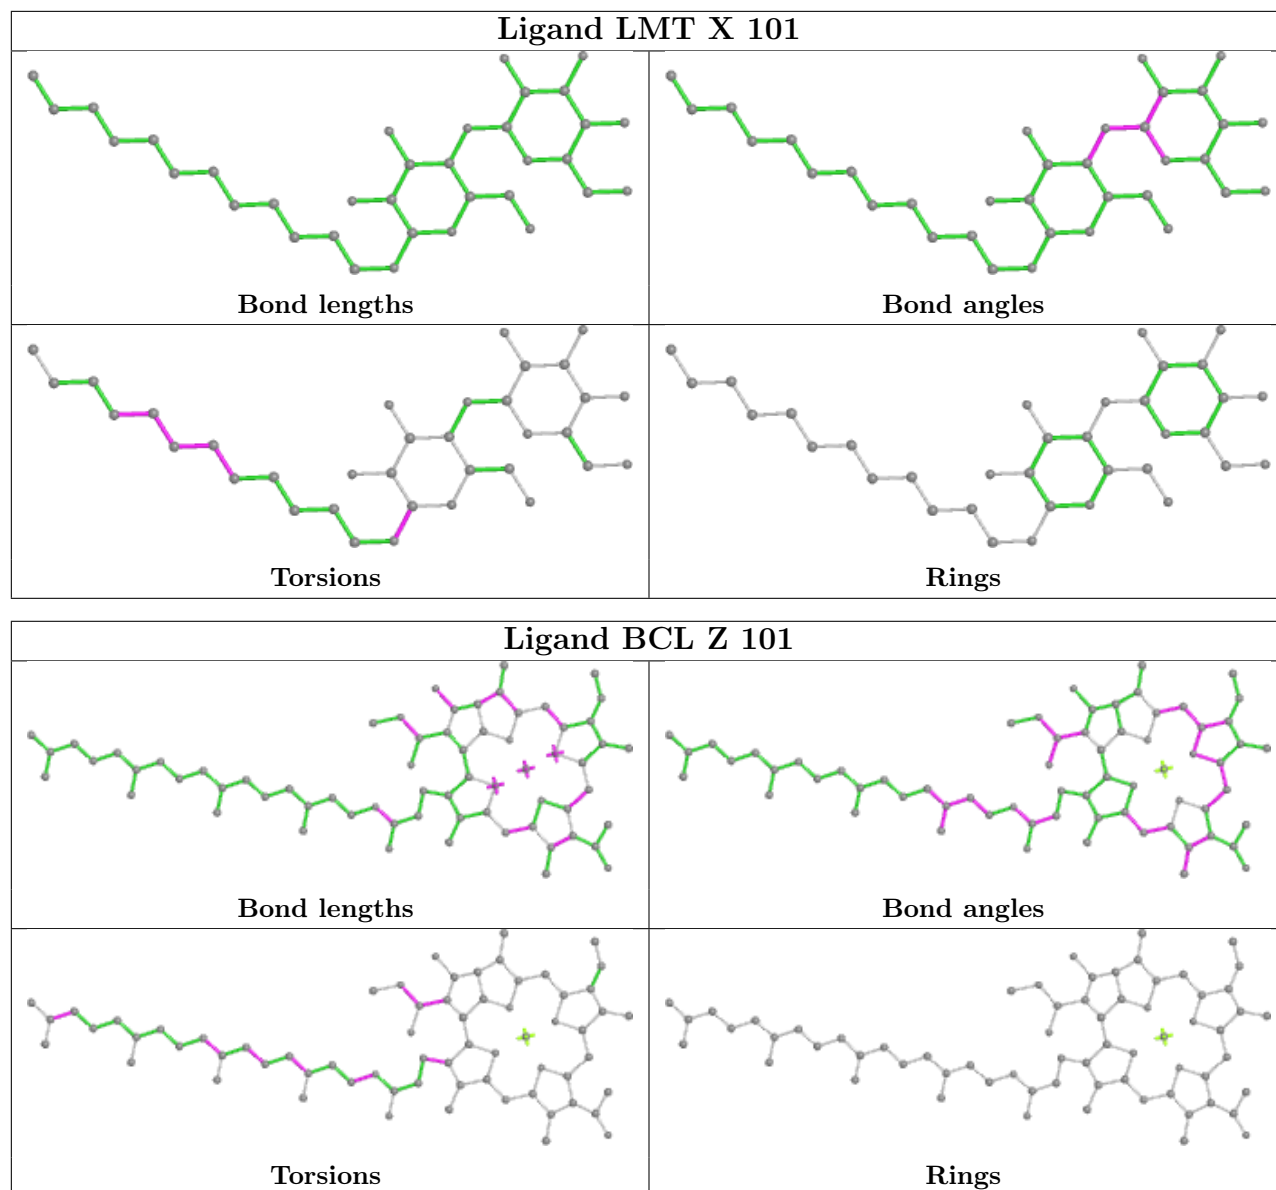 Ligand LMT X 101
Bond lengths
Bond angles
Torsions
Rings
Ligand BCL Z 101
Bond lengths
Bond angles
Torsions
Rings